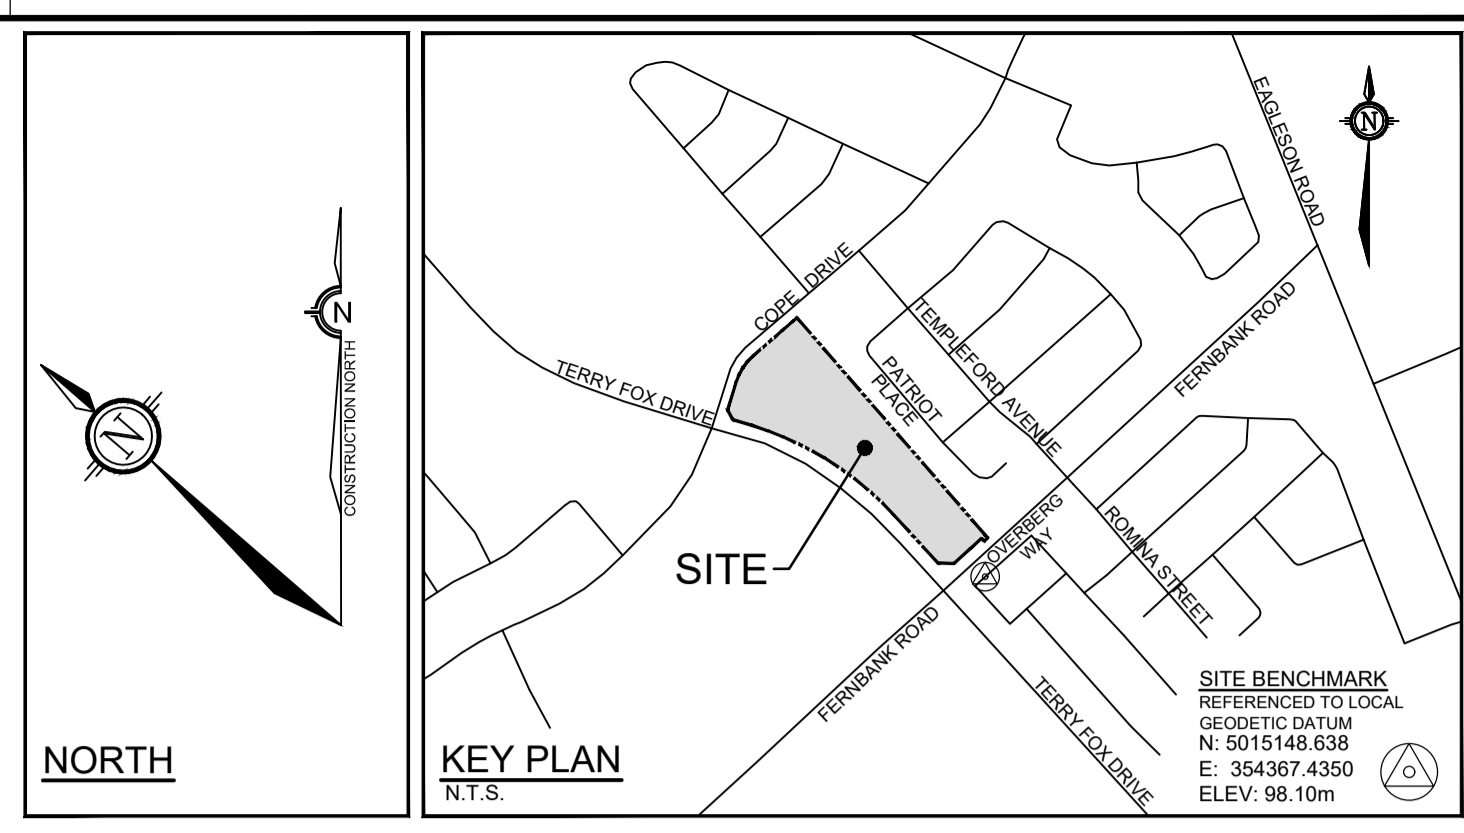 N
CONSTRUCTION NORTH
N
NORTH
EAGLESON ROAD
N
COPE DRIVE
TERRY FOX DRIVE
TEMPLEFORD AVENUE
PATRIOT
PLACE
FERNBANK ROAD
SITE
OVERBERG
WAY
ROMINA STREET
FERNBANK ROAD
TERRY FOX DRIVE
KEY PLAN
N.T.S.
SITE BENCHMARK
REFERENCED TO LOCAL
GEODETIC DATUM
N: 5015148.638
E: 354367.4350
ELEV: 98.10m